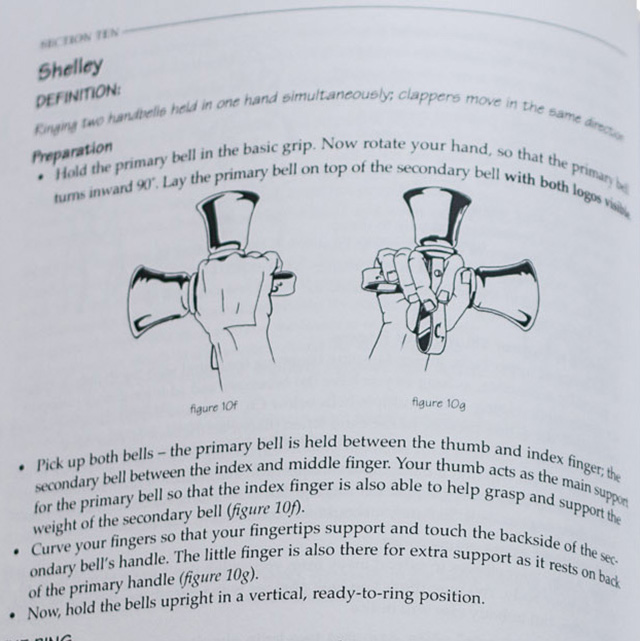 SECTION TEN
Shelley
DEFINITION:
Ringing two handbells held in one hand simultaneously; clappers move in the same direction
Preparation
• Hold the primary bell in the basic grip. Now rotate your hand, so that the primary bell
turns inward 90°. Lay the primary bell on top of the secondary bell with both logos visible
figure 10f
figure 10g
• Pick up both bells – the primary bell is held between the thumb and index finger; the
secondary bell between the index and middle finger. Your thumb acts as the main support
for the primary bell so that the index finger is also able to help grasp and support the
weight of the secondary bell (figure 10f).
• Curve your fingers so that your fingertips support and touch the backside of the sec-
ondary bell's handle. The little finger is also there for extra support as it rests on back
of the primary handle (figure 10g).
• Now, hold the bells upright in a vertical, ready-to-ring position.